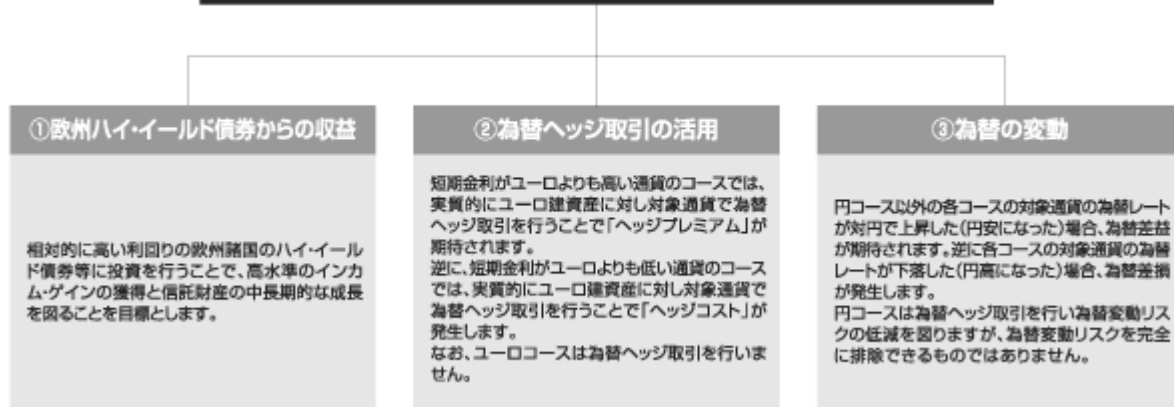 ①欧州ハイ・イールド債券からの収益
相対的に高い利回りの欧州諸国のハイ・イール
ド債券等に投資を行うことで、高水準のインカ
ム・ゲインの獲得と信託財産の中長期的な成長
を図ることを目標とします。
②為替ヘッジ取引の活用
短期金利がユーロよりも高い通貨のコースでは、
実質的にユーロ建資産に対し対象通貨で為替
ヘッジ取引を行うことで「ヘッジプレミアム」が
期待されます。
逆に、短期金利がユーロよりも低い通貨のコース
では、実質的にユーロ建資産に対し対象通貨で
為替ヘッジ取引を行うことで「ヘッジコスト」が
発生します。
なお、ユーロコースは為替ヘッジ取引を行いま
せん。
③為替の変動
円コース以外の各コースの対象通貨の為替レート
が対円で上昇した(円安になった)場合、為替差益
が期待されます。逆に各コースの対象通貨の為替
レートが下落した(円高になった)場合、為替差損
が発生します。
円コースは為替ヘッジ取引を行い為替変動リス
クの低減を図りますが、為替変動リスクを完全
に排除できるものではありません。